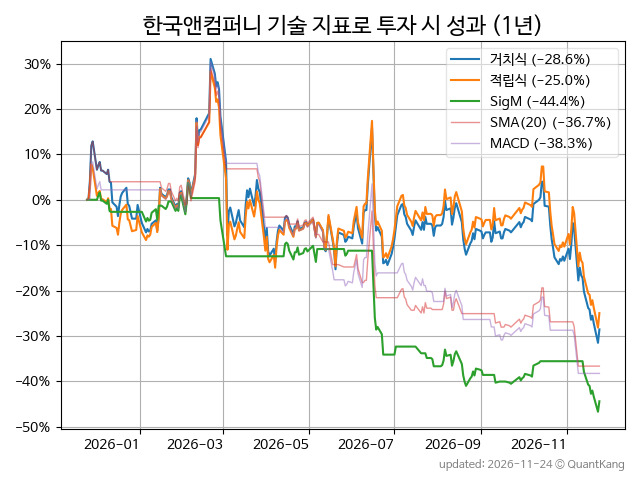 한국앤컴퍼니 기술 지표로 투자 시 성과 (1년)
거치식 (−28.6%)
적립식 (−25.0%)
SigM (−44.4%)
SMA(20) (−36.7%)
MACD (−38.3%)
30%
20%
10%
0%
−10%
−20%
−30%
−40%
−50%
2026-01
2026-03
2026-05
2026-07
2026-09
2026-11
updated: 2026-11-24 © QuantKang